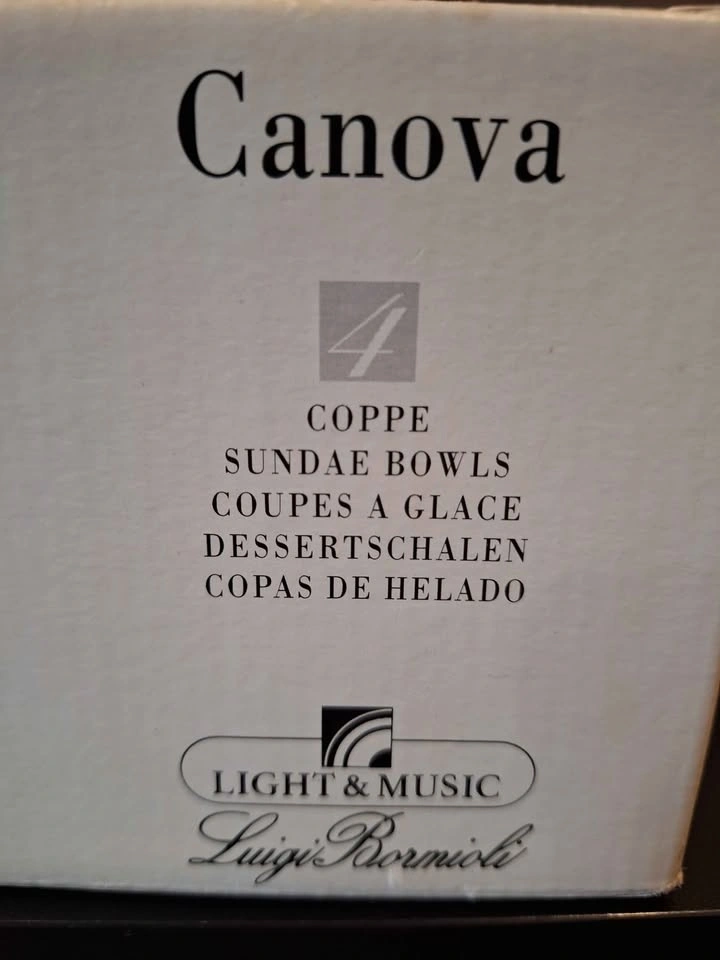 Canova
4
COPPE
SUNDAE BOWLS
COUPES A GLACE
DESSERTSCHALEN
COPAS DE HELADO
LIGHT & MUSIC
Luigi Bormioli